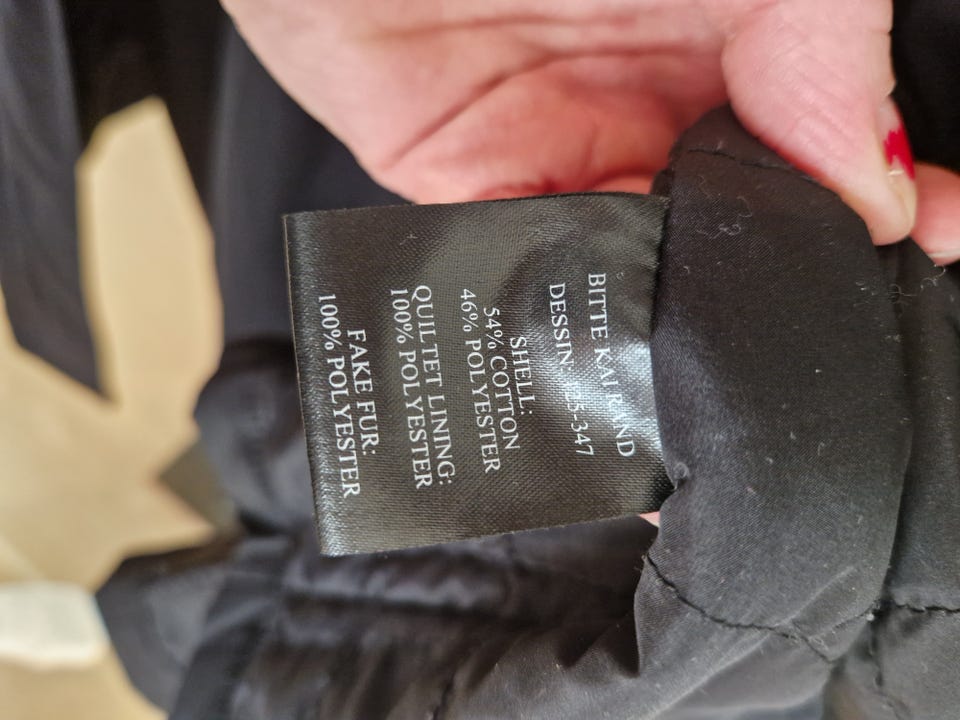 BITTE KAI RAND
DESSIN:
SHELL:
54% COTTON
46% POLYESTER
QUILTET LINING:
100% POLYESTER
FAKE FUR:
100% POLYESTER